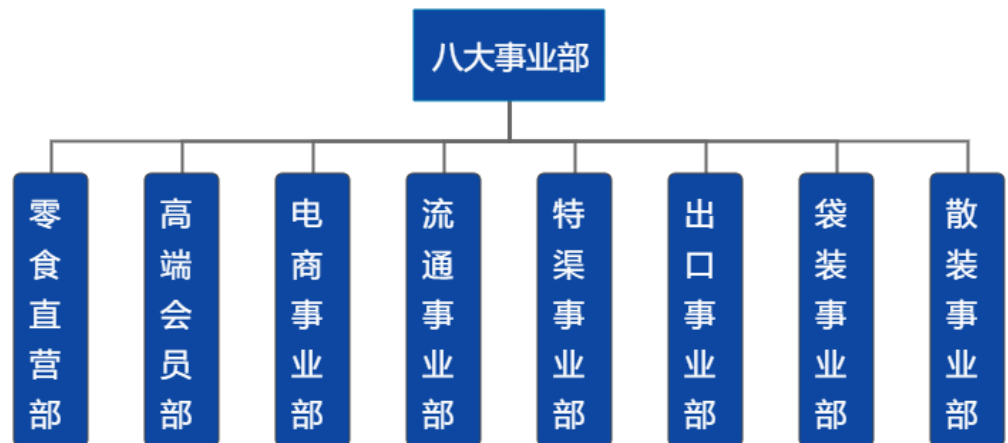 八大事业部
零食直营部
高端会员部
电商事业部
流通事业部
特渠事业部
出口事业部
袋装事业部
散装事业部